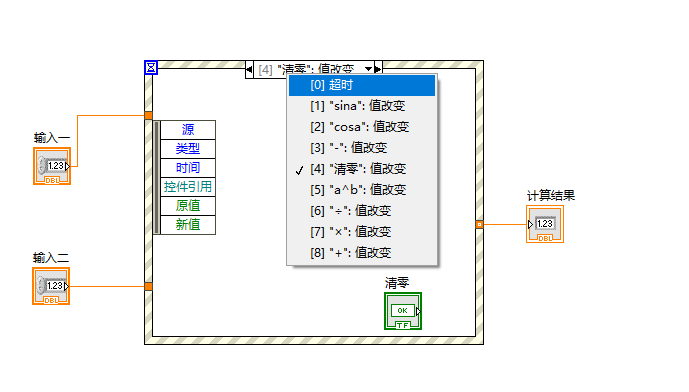 [4] "清零": 值改变
[0] 超时
[1] "sina": 值改变
[2] "cosa": 值改变
[3] "-": 值改变
[4] "清零": 值改变
[5] "a^b": 值改变
[6] "÷": 值改变
[7] "×": 值改变
[8] "+": 值改变
源
类型
时间
控件引用
原值
新值
输入一
1.23
DBL
输入二
1.23
DBL
计算结果
1.23
DBL
清零
OK
TF